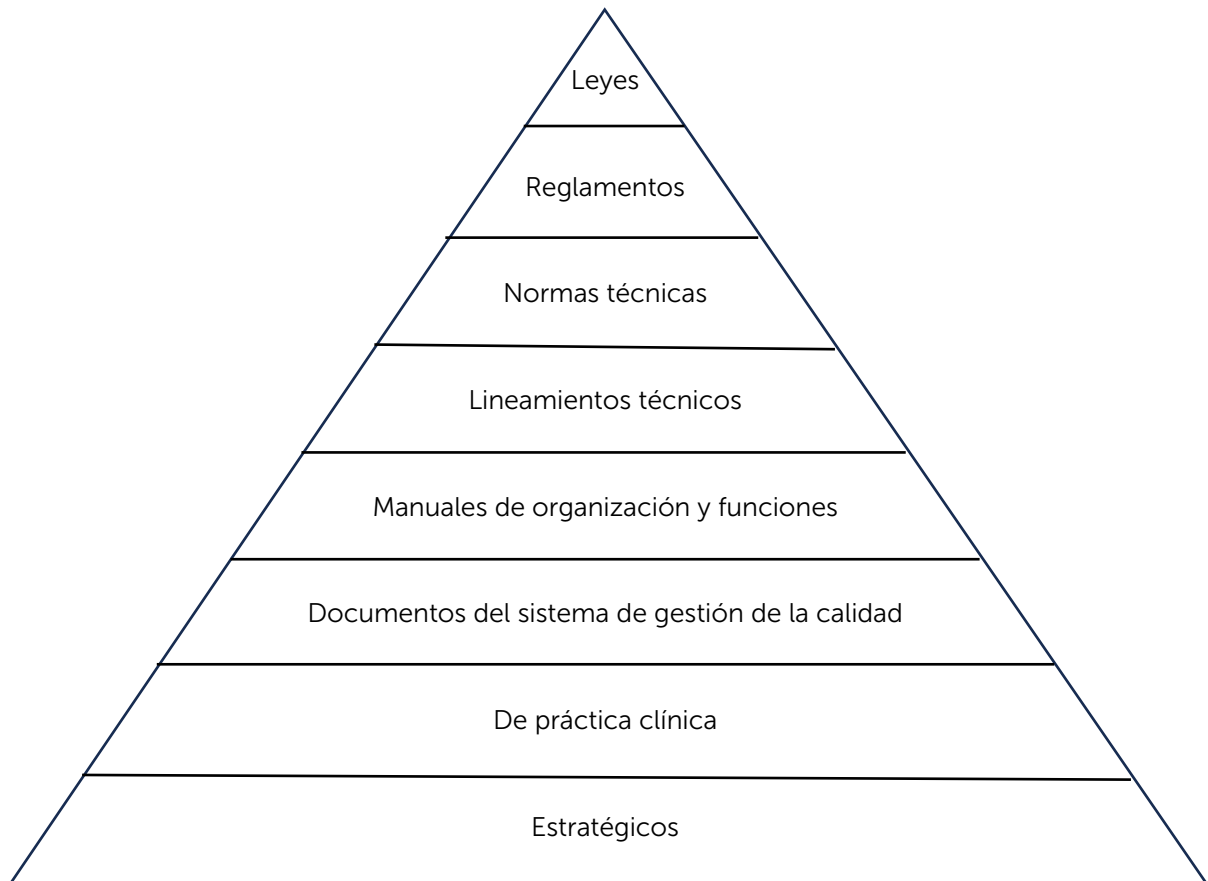 Leyes
Reglamentos
Normas técnicas
Lineamientos técnicos
Manuales de organización y funciones
Documentos del sistema de gestión de la calidad
De práctica clínica
Estratégicos